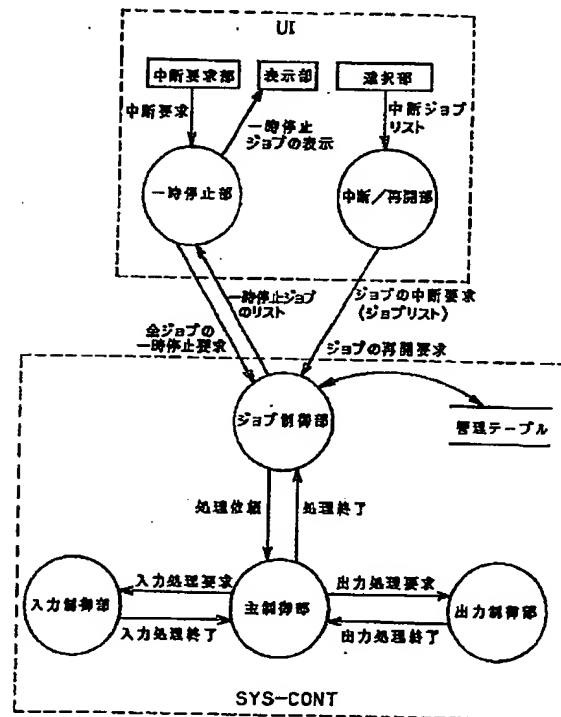 UI
中断要求部
表示部
選択部
中断要求
一時停止
ジョブの表示
中断ジョブ
リスト
一時停止部
中断／再開部
一時停止ジョブ
のリスト
ジョブの中断要求
（ジョブリスト）
全ジョブの
一時停止要求
ジョブの再開要求
ジョブ制御部
管理テーブル
処理依頼
処理終了
入力処理要求
出力処理要求
入力制御部
主制御部
出力制御部
入力処理終了
出力処理終了
SYS-CONT